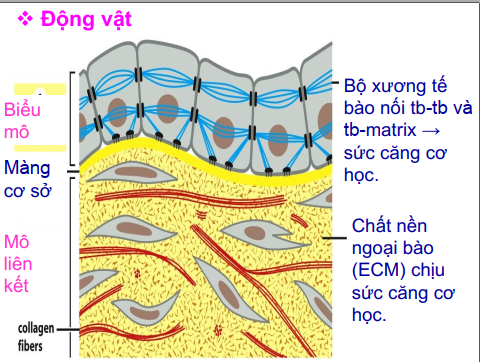 ❖ Động vật
Biểu
mô
Màng
cơ sở
Mô
liên
kết
collagen
fibers
Bộ xương tế
bào nối tb-tb và
tb-matrix →
sức căng cơ
học.
Chất nền
ngoại bào
(ECM) chịu
sức căng cơ
học.